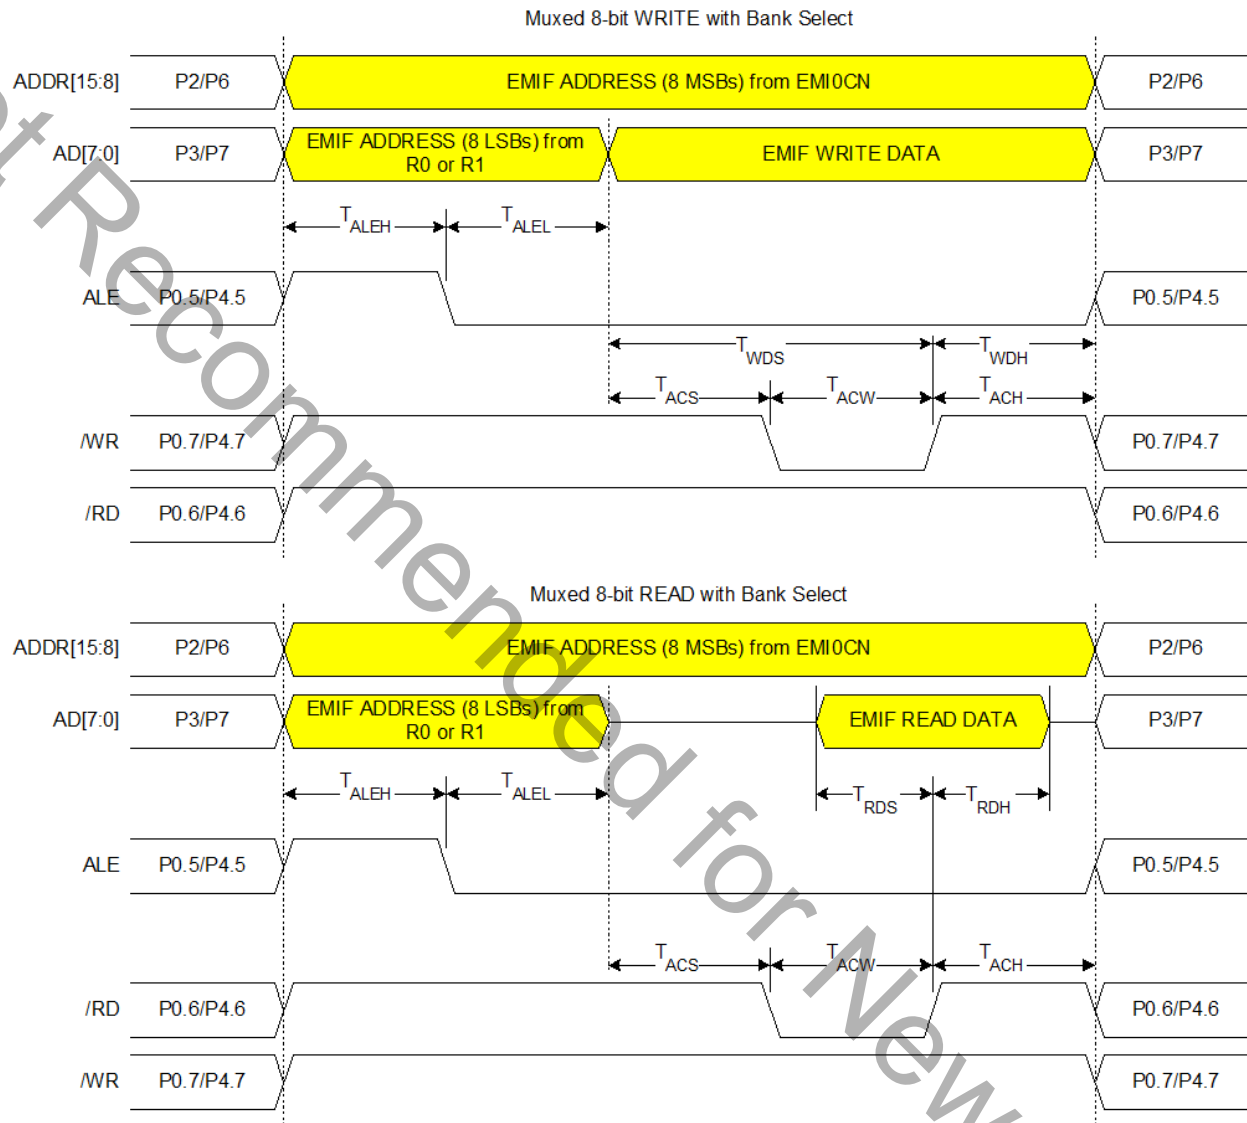 Muxed 8-bit WRITE with Bank Select
ADDR[15:8] P2/P6 EMIF ADDRESS (8 MSBs) from EMI0CN P2/P6
AD[7:0] P3/P7 EMIF ADDRESS (8 LSBs) from R0 or R1 EMIF WRITE DATA P3/P7
TALEH TALEL
ALE P0.5/P4.5 P0.5/P4.5
TWDS TWDH
TACS TACW TACH
/WR P0.7/P4.7 P0.7/P4.7
/RD P0.6/P4.6 P0.6/P4.6
Muxed 8-bit READ with Bank Select
ADDR[15:8] P2/P6 EMIF ADDRESS (8 MSBs) from EMI0CN P2/P6
AD[7:0] P3/P7 EMIF ADDRESS (8 LSBs) from R0 or R1 EMIF READ DATA P3/P7
TALEH TALEL TRDS TRDH
ALE P0.5/P4.5 P0.5/P4.5
TACS TACW TACH
/RD P0.6/P4.6 P0.6/P4.6
/WR P0.7/P4.7 P0.7/P4.7
Recommended for New